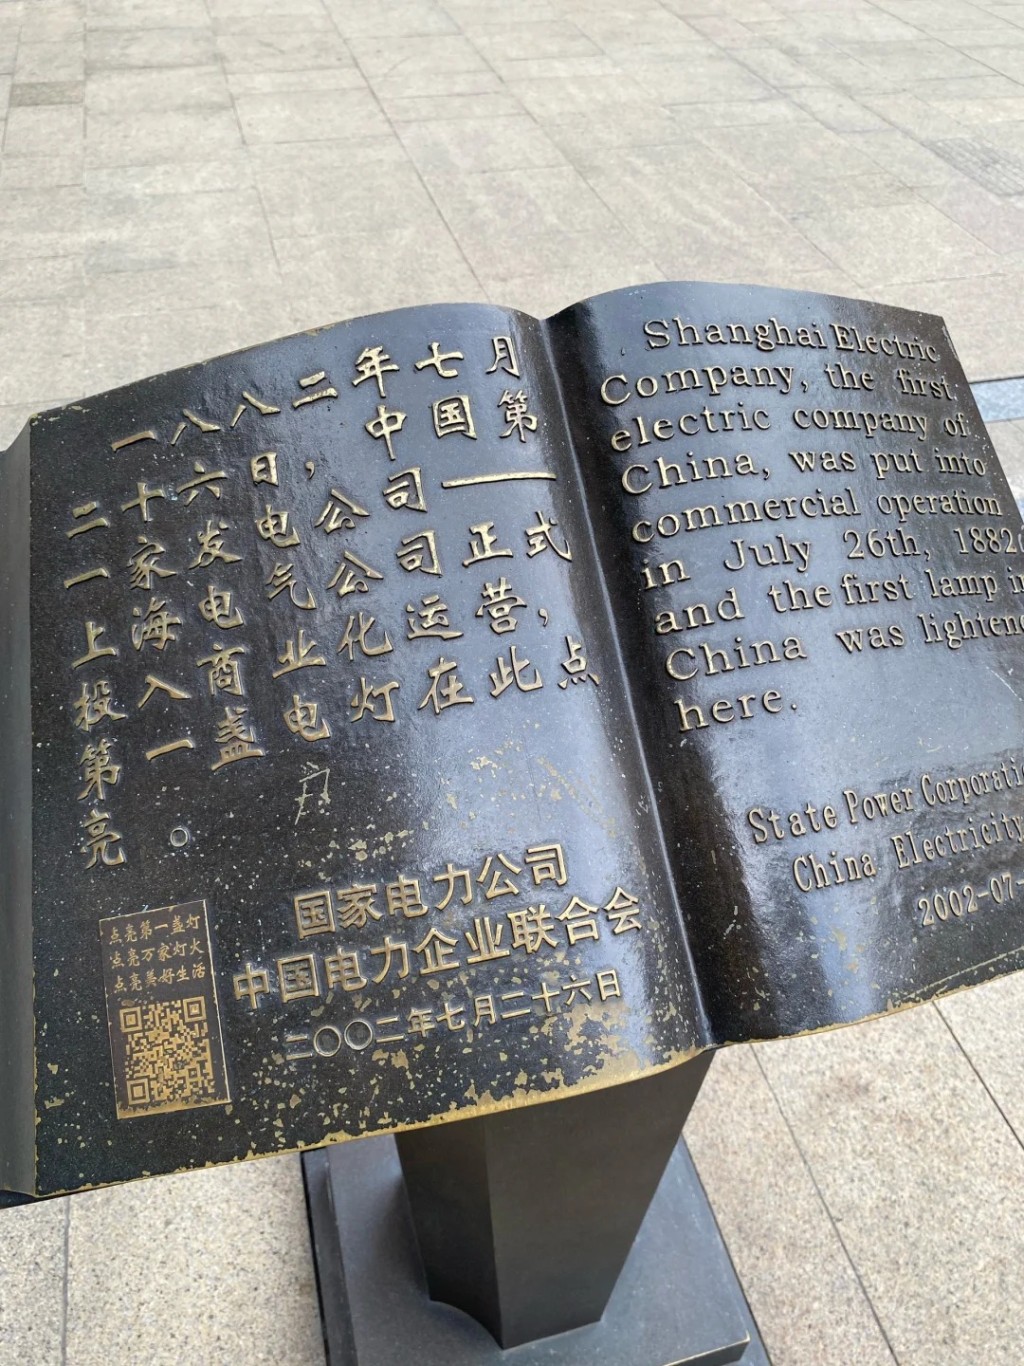 一八八二年七月
二十六日，中国第
一家发电公司——
上海电气公司正式
投入商业化运营，
第一盏电灯在此点
亮。
国家电力公司
中国电力企业联合会
二〇〇二年七月二十六日
点亮第一盏灯
点亮万家灯火
点亮美好生活
Shanghai Electric
Company, the first
electric company of
China, was put into
commercial operation
in July 26th, 1882
and the first lamp in
China was lightene
here.
State Power Corporatio
China Electricity
2002-07-